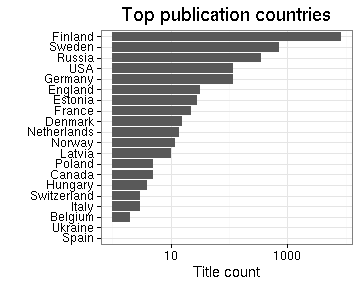 Top publication countries
Finland
Sweden
Russia
USA
Germany
England
Estonia
France
Denmark
Netherlands
Norway
Latvia
Poland
Canada
Hungary
Switzerland
Italy
Belgium
Ukraine
Spain
10 1000
Title count